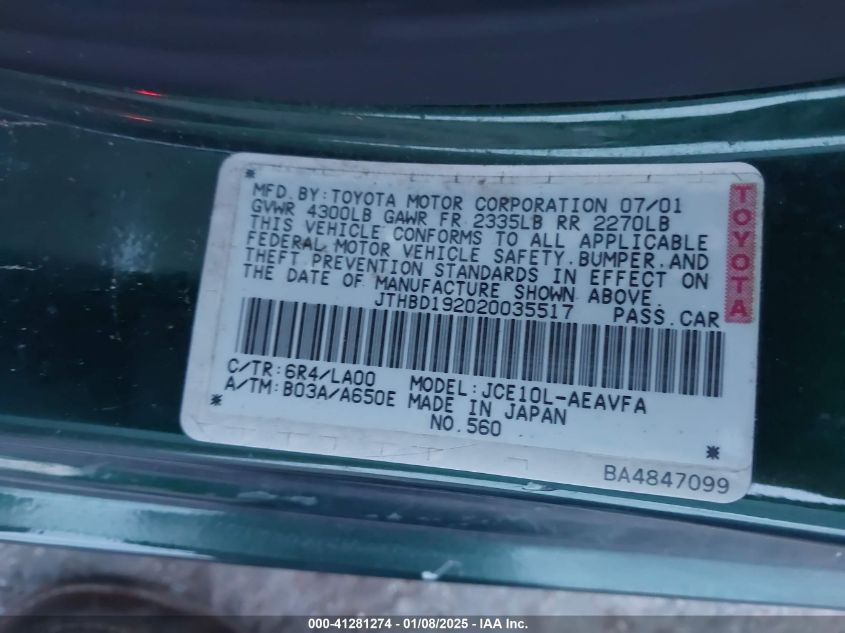 MFD. BY: TOYOTA MOTOR CORPORATION 07/01
GVWR 4300LB GAWR FR 2335LB RR 2270LB
THIS VEHICLE CONFORMS TO ALL APPLICABLE
FEDERAL MOTOR VEHICLE SAFETY, BUMPER, AND
THEFT PREVENTION STANDARDS IN EFFECT ON
THE DATE OF MANUFACTURE SHOWN ABOVE.
JTHBD192020035517 PASS. CAR
TOYOTA
C/TR: 6R4/LA00 MODEL: JCE10L-AEAVFA
A/TM: B03A/A650E MADE IN JAPAN
NO. 560
BA4847099
000-41281274 - 01/08/2025 - IAA Inc.